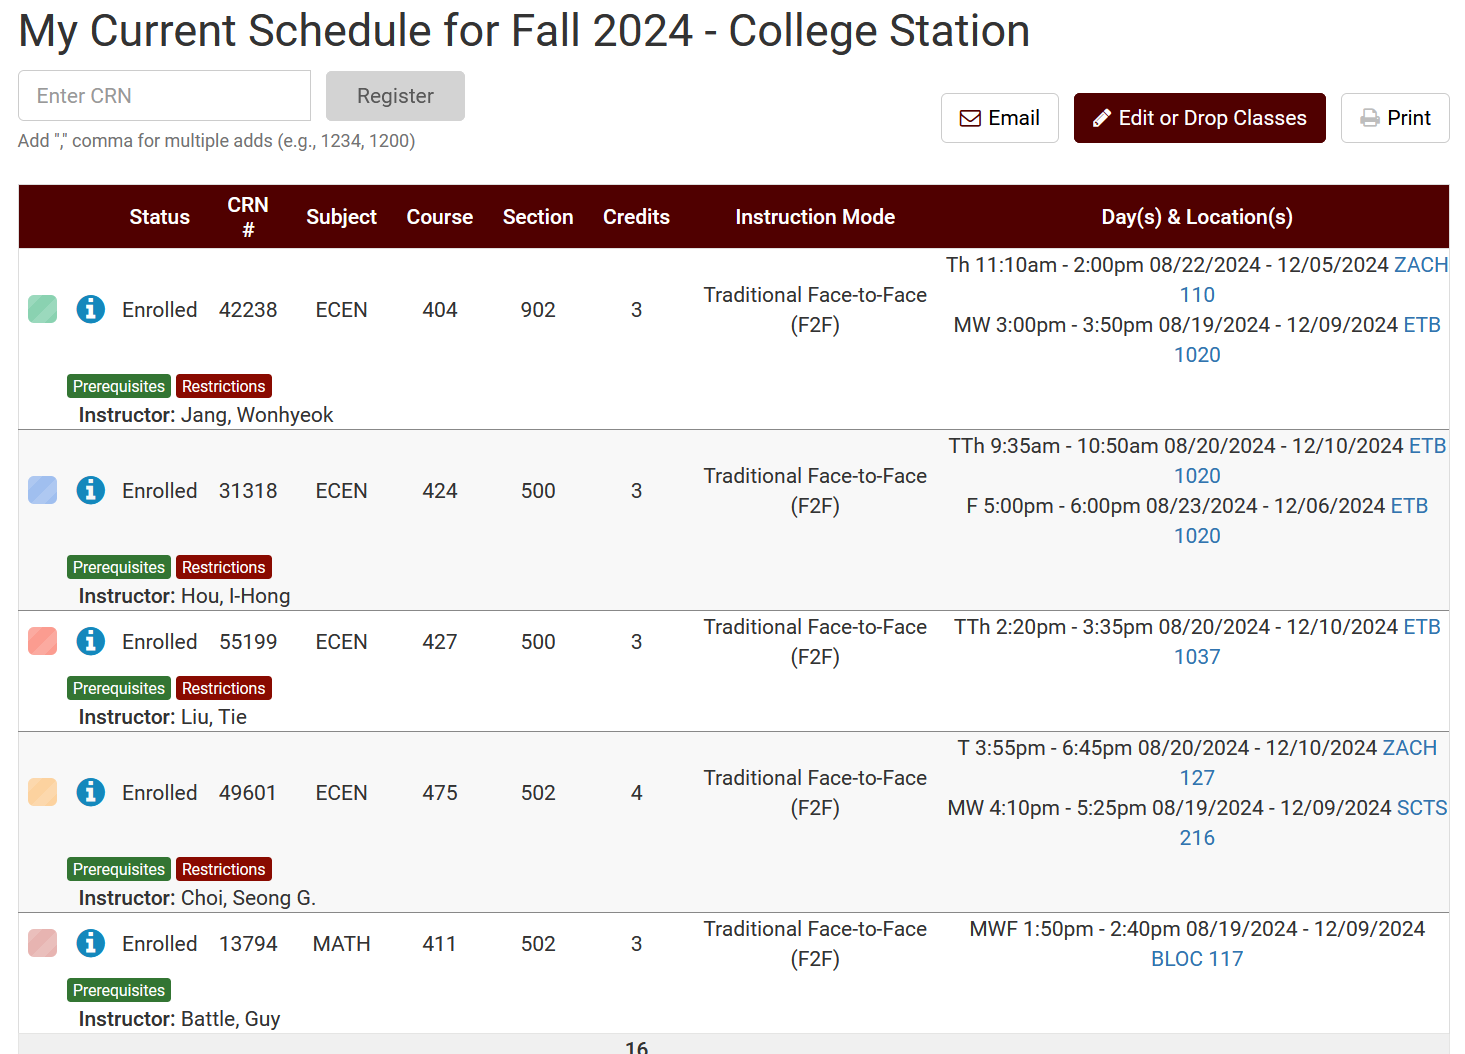 My Current Schedule for Fall 2024 - College Station
Enter CRN
Register
Add "," comma for multiple adds (e.g., 1234, 1200)
Email
Edit or Drop Classes
Print
Status CRN # Subject Course Section Credits Instruction Mode Day(s) & Location(s)
Enrolled 42238 ECEN 404 902 3 Traditional Face-to-Face
(F2F)
Th 11:10am - 2:00pm 08/22/2024 - 12/05/2024 ZACH
110
MW 3:00pm - 3:50pm 08/19/2024 - 12/09/2024 ETB
1020
Prerequisites Restrictions
Instructor: Jang, Wonhyeok
Enrolled 31318 ECEN 424 500 3 Traditional Face-to-Face
(F2F)
TTh 9:35am - 10:50am 08/20/2024 - 12/10/2024 ETB
1020
F 5:00pm - 6:00pm 08/23/2024 - 12/06/2024 ETB
1020
Prerequisites Restrictions
Instructor: Hou, I-Hong
Enrolled 55199 ECEN 427 500 3 Traditional Face-to-Face
(F2F)
TTh 2:20pm - 3:35pm 08/20/2024 - 12/10/2024 ETB
1037
Prerequisites Restrictions
Instructor: Liu, Tie
Enrolled 49601 ECEN 475 502 4 Traditional Face-to-Face
(F2F)
T 3:55pm - 6:45pm 08/20/2024 - 12/10/2024 ZACH
127
MW 4:10pm - 5:25pm 08/19/2024 - 12/09/2024 SCTS
216
Prerequisites Restrictions
Instructor: Choi, Seong G.
Enrolled 13794 MATH 411 502 3 Traditional Face-to-Face
(F2F)
MWF 1:50pm - 2:40pm 08/19/2024 - 12/09/2024
BLOC 117
Prerequisites
Instructor: Battle, Guy
16